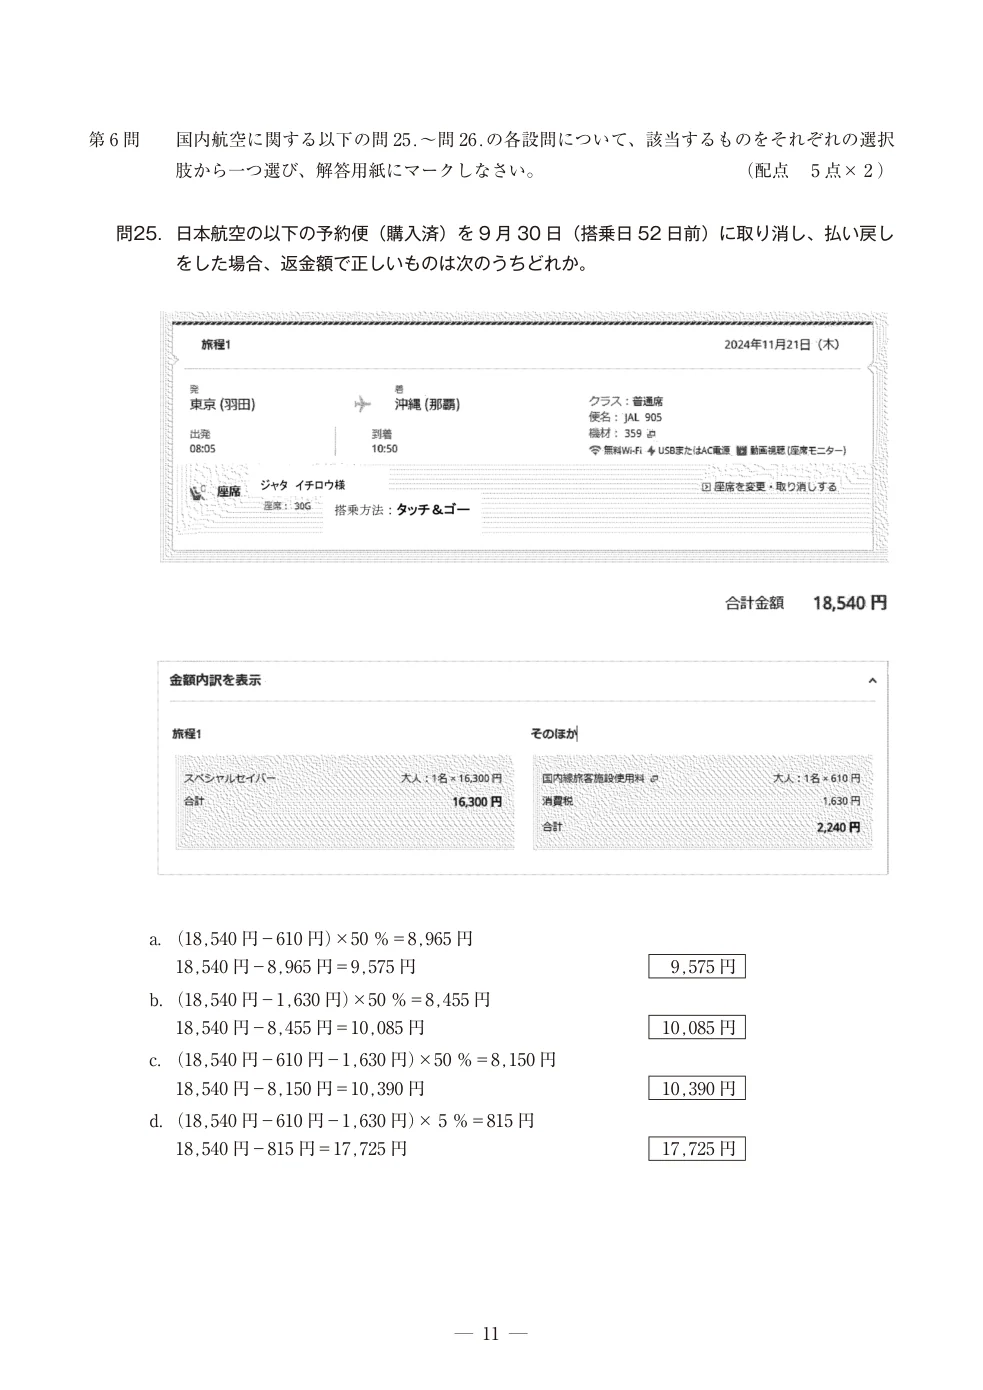 第6問 国内航空に関する以下の問25.～問26.の各設問について、該当するものをそれぞれの選択
肢から一つ選び、解答用紙にマークしなさい。 （配点 5点×2）
問25. 日本航空の以下の予約便（購入済）を9月30日（搭乗日52日前）に取り消し、払い戻し
をした場合、返金額で正しいものは次のうちどれか。
旅程1 2024年11月21日（木）
発 着
東京 (羽田) 沖縄 (那覇)
クラス：普通席
便名： JAL 905
機材： 359
出発 到着
08:05 10:50
無料Wi-Fi USBまたはAC電源 動画視聴 (座席モニター)
座席 ジャタ イチロウ様 座席を変更・取り消しする
座席： 30G 搭乗方法：タッチ＆ゴー
合計金額 18,540 円
金額内訳を表示
旅程1 そのほか
スペシャルセイバー 大人：1名×16,300 円
合計 16,300 円
国内線旅客施設使用料 大人：1名×610 円
消費税 1,630 円
合計 2,240 円
a. （18,540円－610円）×50 %＝8,965円
18,540円－8,965円＝9,575円 9,575円
b. （18,540円－1,630円）×50 %＝8,455円
18,540円－8,455円＝10,085円 10,085円
c. （18,540円－610円－1,630円）×50 %＝8,150円
18,540円－8,150円＝10,390円 10,390円
d. （18,540円－610円－1,630円）× 5 %＝815円
18,540円－815円＝17,725円 17,725円
— 11 —